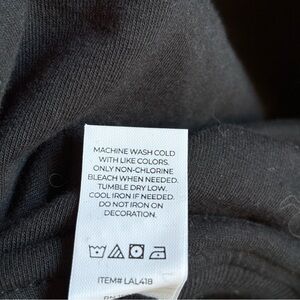 MACHINE WASH COLD
WITH LIKE COLORS.
ONLY NON-CHLORINE
BLEACH WHEN NEEDED.
TUMBLE DRY LOW.
COOL IRON IF NEEDED.
DO NOT IRON ON
DECORATION.
ITEM# LAL418